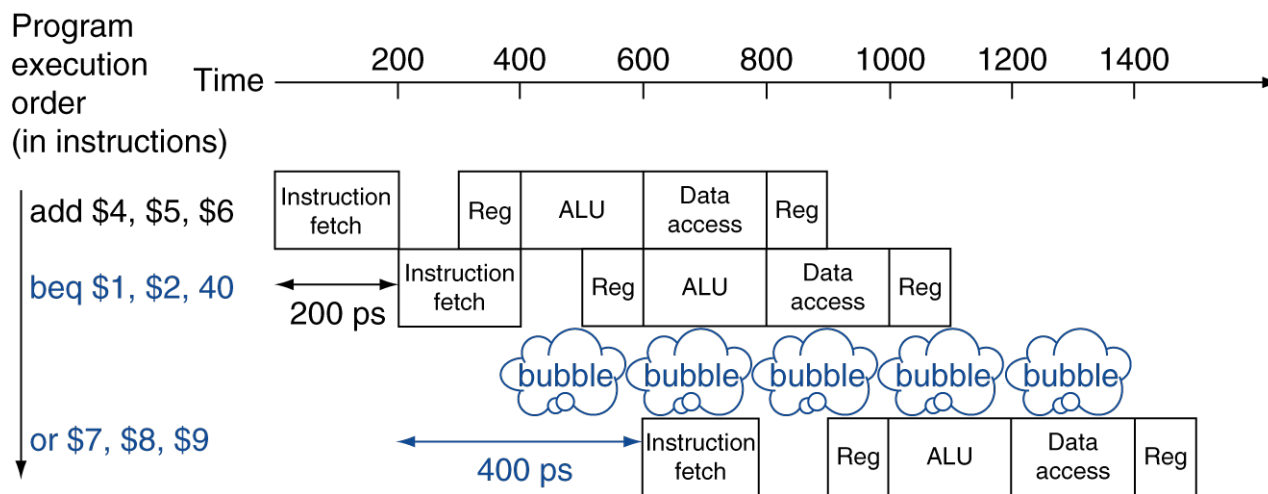 Program
execution
order
(in instructions)
Time
200 400 600 800 1000 1200 1400
add $4, $5, $6
Instruction
fetch
Reg
ALU
Data
access
Reg
beq $1, $2, 40
200 ps
Instruction
fetch
Reg
ALU
Data
access
Reg
bubble bubble bubble bubble bubble
or $7, $8, $9
400 ps
Instruction
fetch
Reg
ALU
Data
access
Reg